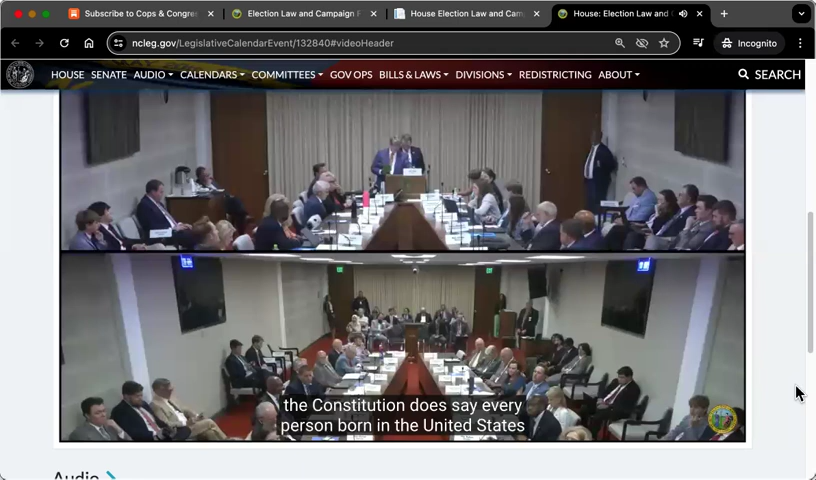 Subscribe to Cops & Congre
Election Law and Campaign F
House Election Law and Cam
House: Election Law and
ncleg.gov/LegislativeCalendarEvent/132840#videoHeader
Incognito
HOUSE SENATE AUDIO CALENDARS COMMITTEES GOV OPS BILLS & LAWS DIVISIONS REDISTRICTING ABOUT SEARCH
the Constitution does say every
person born in the United States
Audio